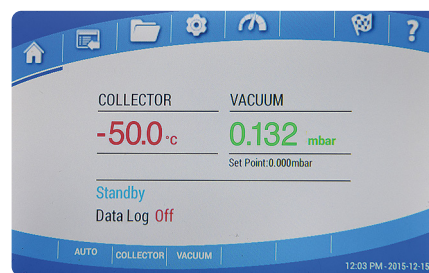 ?
COLLECTOR VACUUM
-50.0 °C 0.132 mbar
Set Point:0.000mbar
Standby
Data Log Off
AUTO COLLECTOR VACUUM
12:03 PM - 2015-12-15